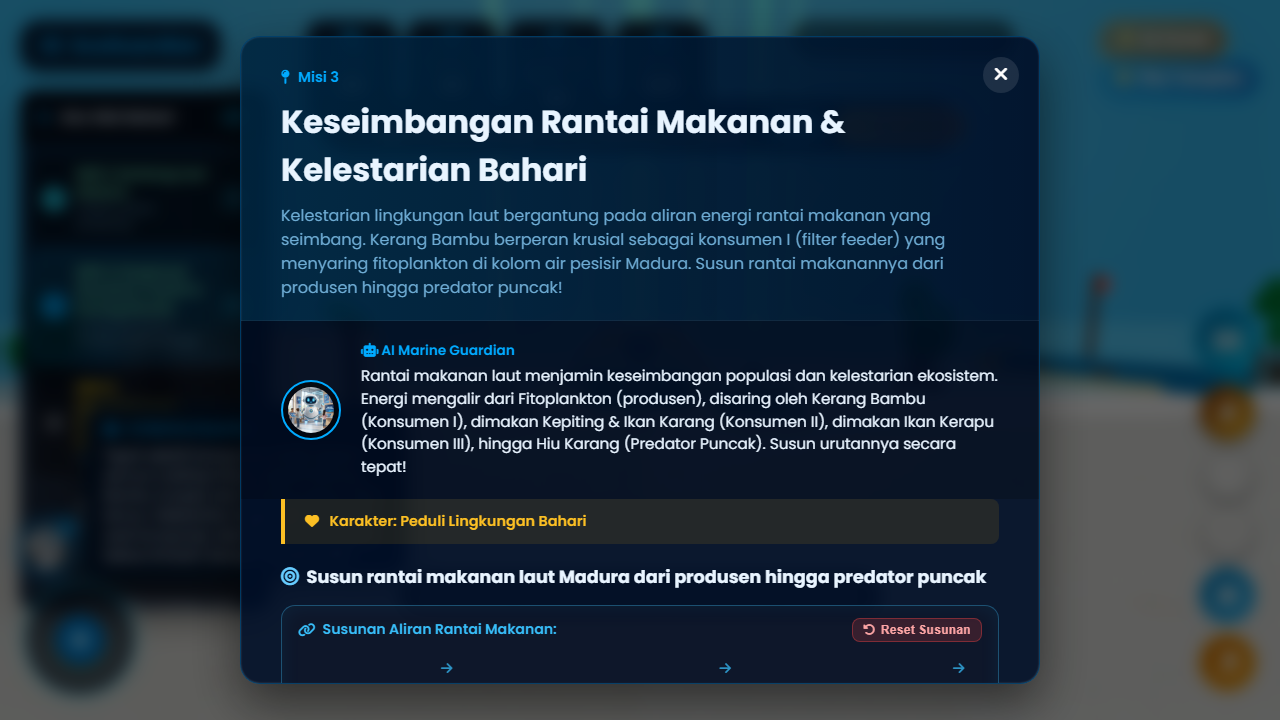 Misi 3
Keseimbangan Rantai Makanan &
Kelestarian Bahari
Kelestarian lingkungan laut bergantung pada aliran energi rantai makanan yang
seimbang. Kerang Bambu berperan krusial sebagai konsumen I (filter feeder) yang
menyaring fitoplankton di kolom air pesisir Madura. Susun rantai makanannya dari
produsen hingga predator puncak!
AI Marine Guardian
Rantai makanan laut menjamin keseimbangan populasi dan kelestarian ekosistem.
Energi mengalir dari Fitoplankton (produsen), disaring oleh Kerang Bambu
(Konsumen I), dimakan Kepiting & Ikan Karang (Konsumen II), dimakan Ikan Kerapu
(Konsumen III), hingga Hiu Karang (Predator Puncak). Susun urutannya secara
tepat!
Karakter: Peduli Lingkungan Bahari
Susun rantai makanan laut Madura dari produsen hingga predator puncak
Susunan Aliran Rantai Makanan:
Reset Susunan